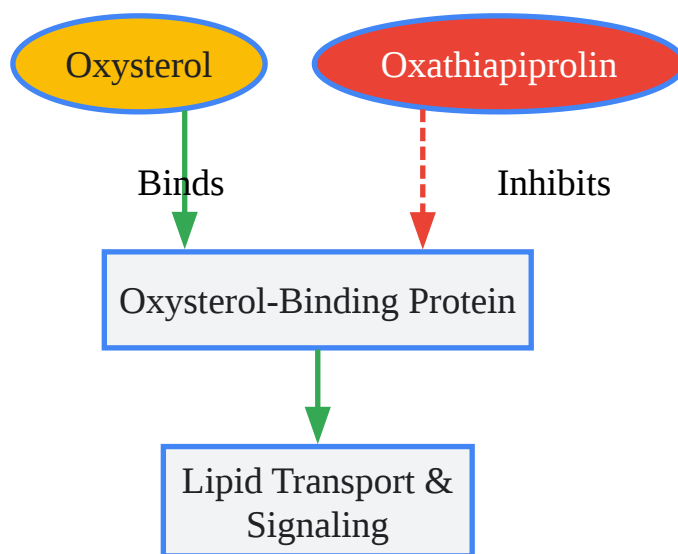 Oxysterol
Oxathiapiprolin
Binds
Inhibits
Oxysterol-Binding Protein
Lipid Transport &
Signaling